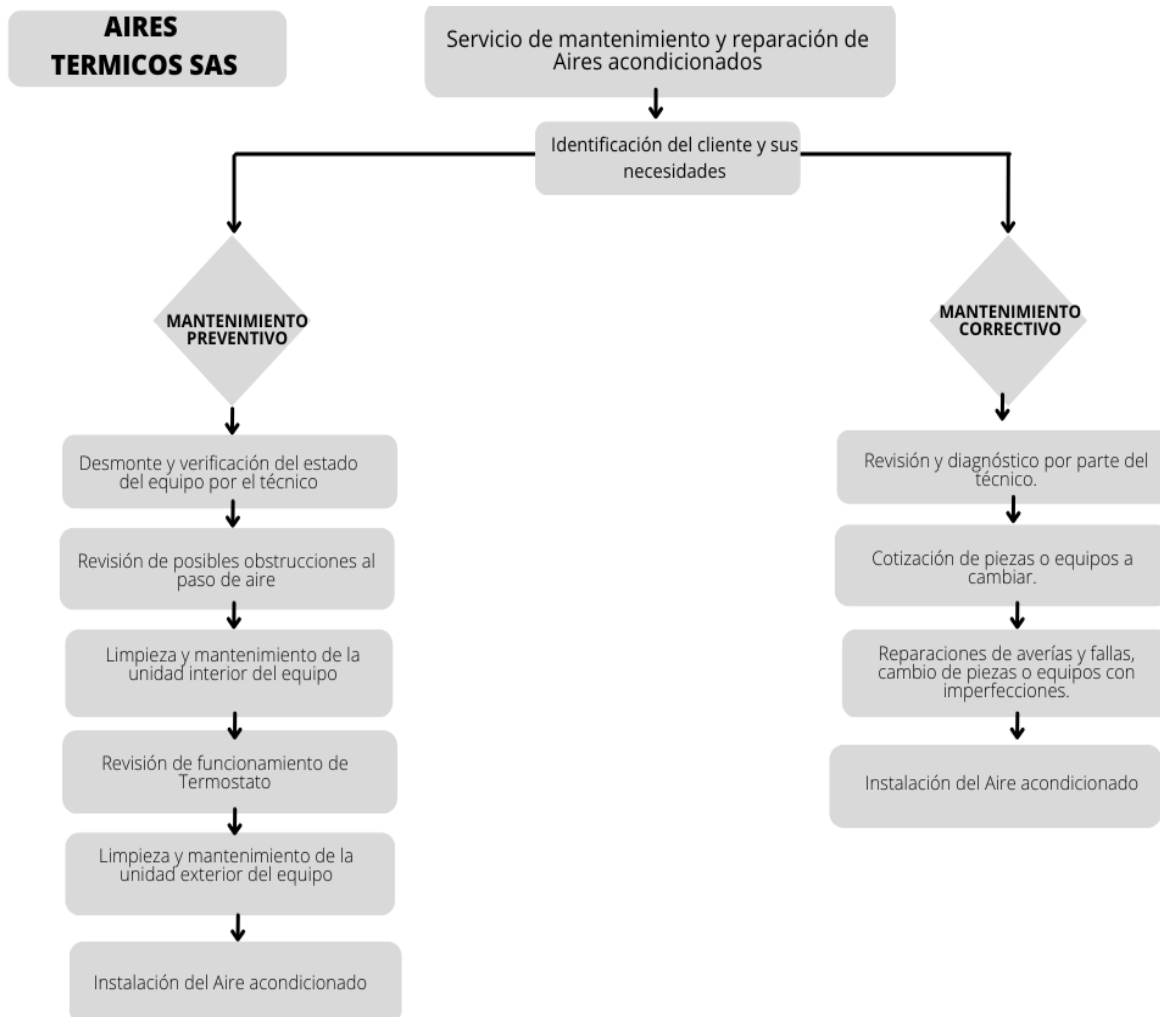 AIRES
TERMICOS SAS
Servicio de mantenimiento y reparación de
Aires acondicionados
Identificación del cliente y sus
necesidades
MANTENIMIENTO
PREVENTIVO
Desmonte y verificación del estado
del equipo por el técnico
Revisión de posibles obstrucciones al
paso de aire
Limpieza y mantenimiento de la
unidad interior del equipo
Revisión de funcionamiento de
Termostato
Limpieza y mantenimiento de la
unidad exterior del equipo
Instalación del Aire acondicionado
MANTENIMIENTO
CORRECTIVO
Revisión y diagnóstico por parte del
técnico.
Cotización de piezas o equipos a
cambiar.
Reparaciones de averías y fallas,
cambio de piezas o equipos con
imperfecciones.
Instalación del Aire acondicionado